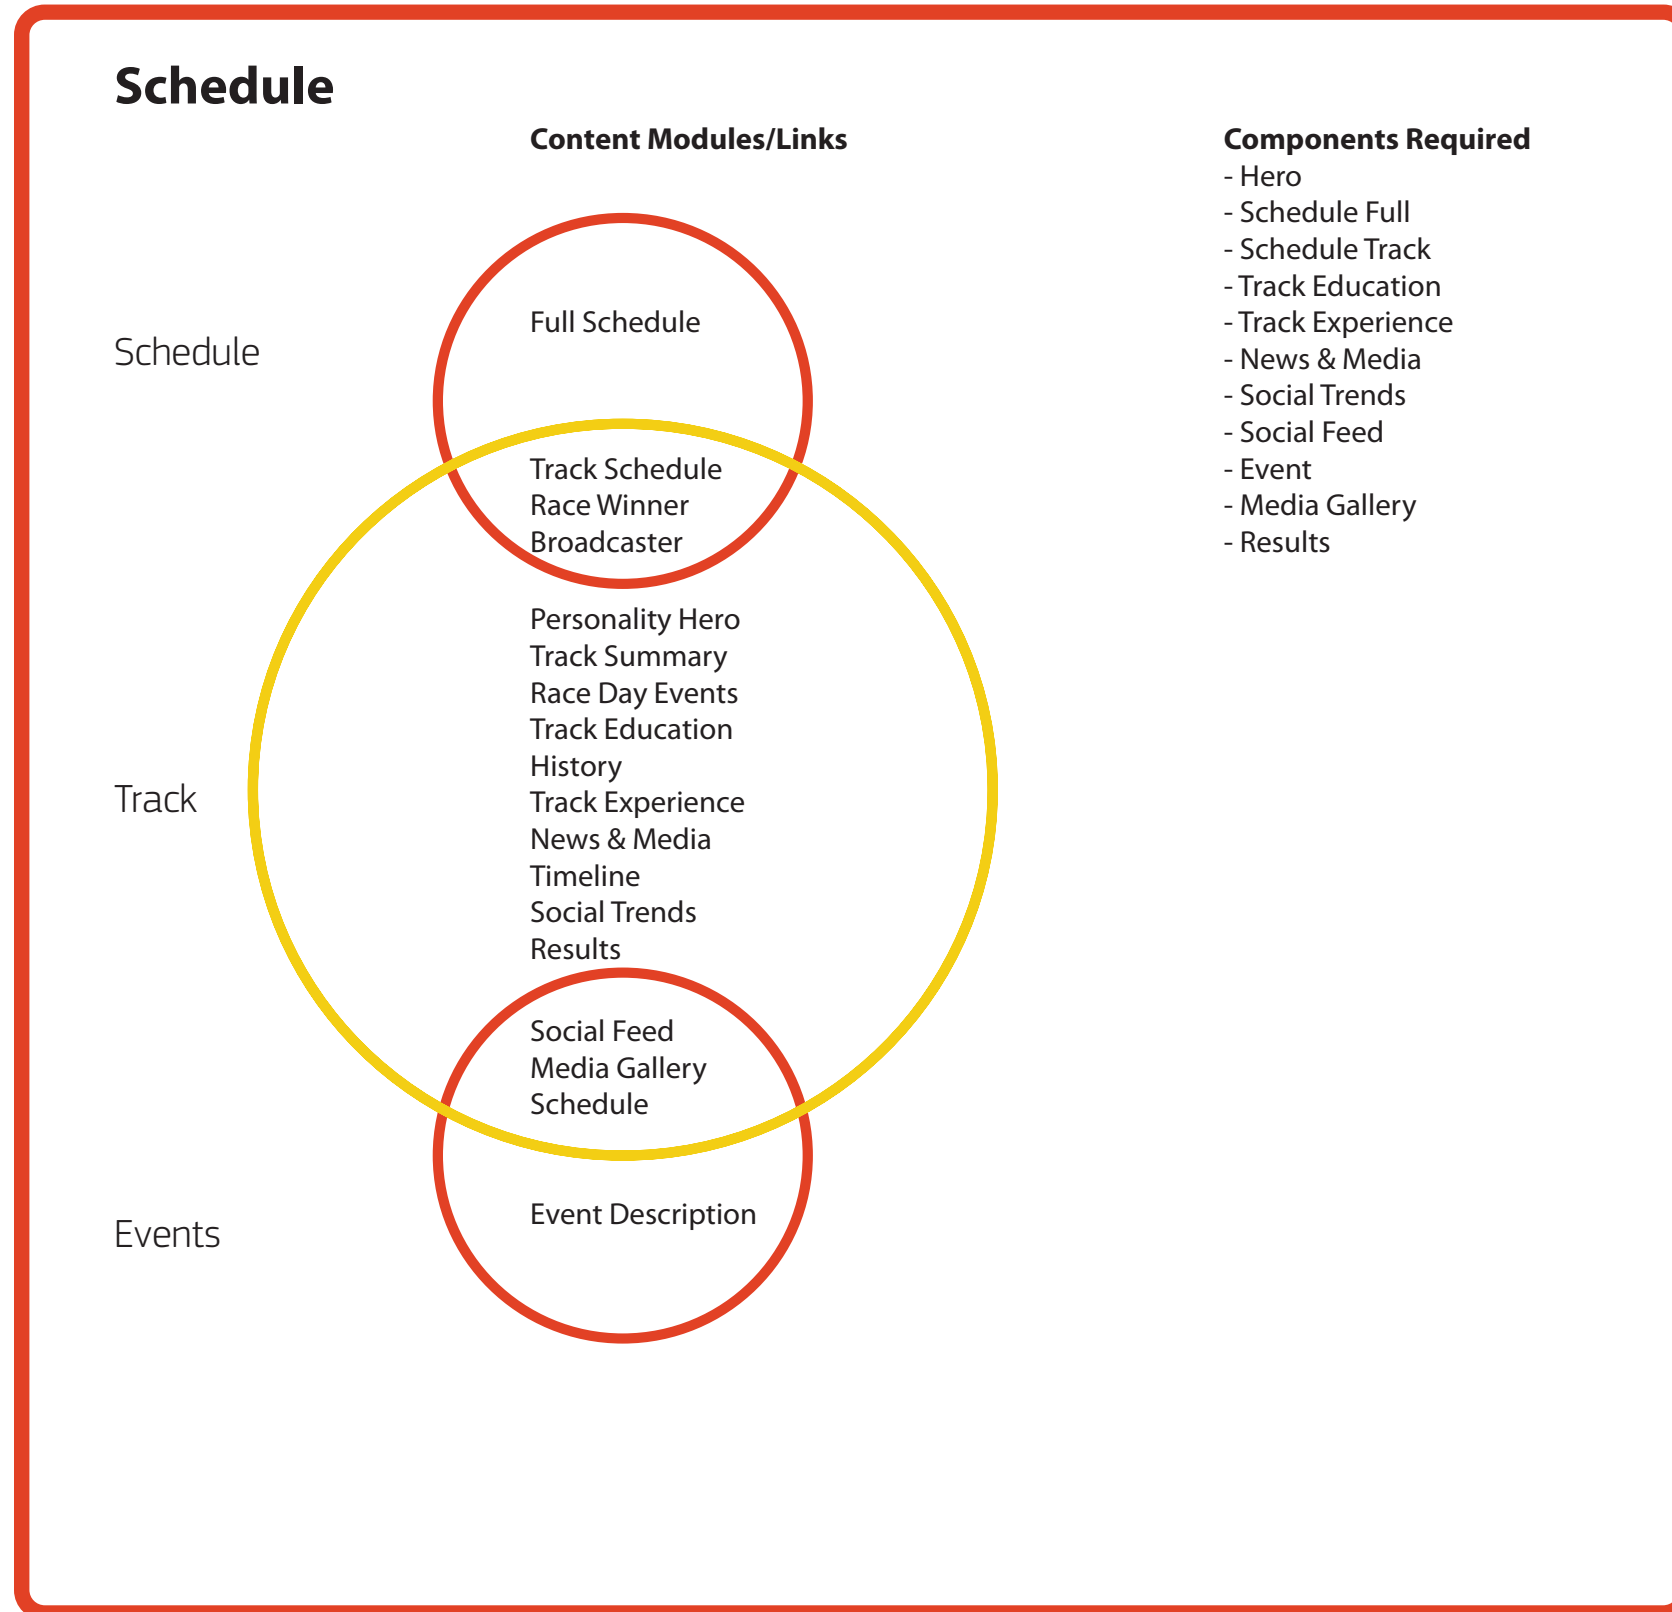 Schedule
Content Modules/Links
Components Required
- Hero
- Schedule Full
- Schedule Track
- Track Education
- Track Experience
- News & Media
- Social Trends
- Social Feed
- Event
- Media Gallery
- Results
Schedule
Full Schedule
Track Schedule
Race Winner
Broadcaster
Track
Personality Hero
Track Summary
Race Day Events
Track Education
History
Track Experience
News & Media
Timeline
Social Trends
Results
Social Feed
Media Gallery
Schedule
Events
Event Description